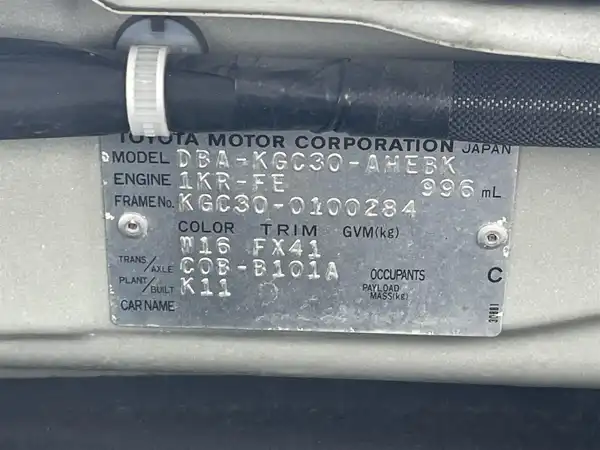 TOYOTA MOTOR CORPORATION JAPAN
MODEL DBA-KGC30-AHEBK
ENGINE 1KR-FE 996 mL
FRAME No. KGC30-0100284
COLOR TRIM GVM(kg)
W16 FX41
TRANS/AXLE C0B-B101A OCCUPANTS C
PLANT/BUILT K11 PAYLOAD MASS(kg)
CAR NAME